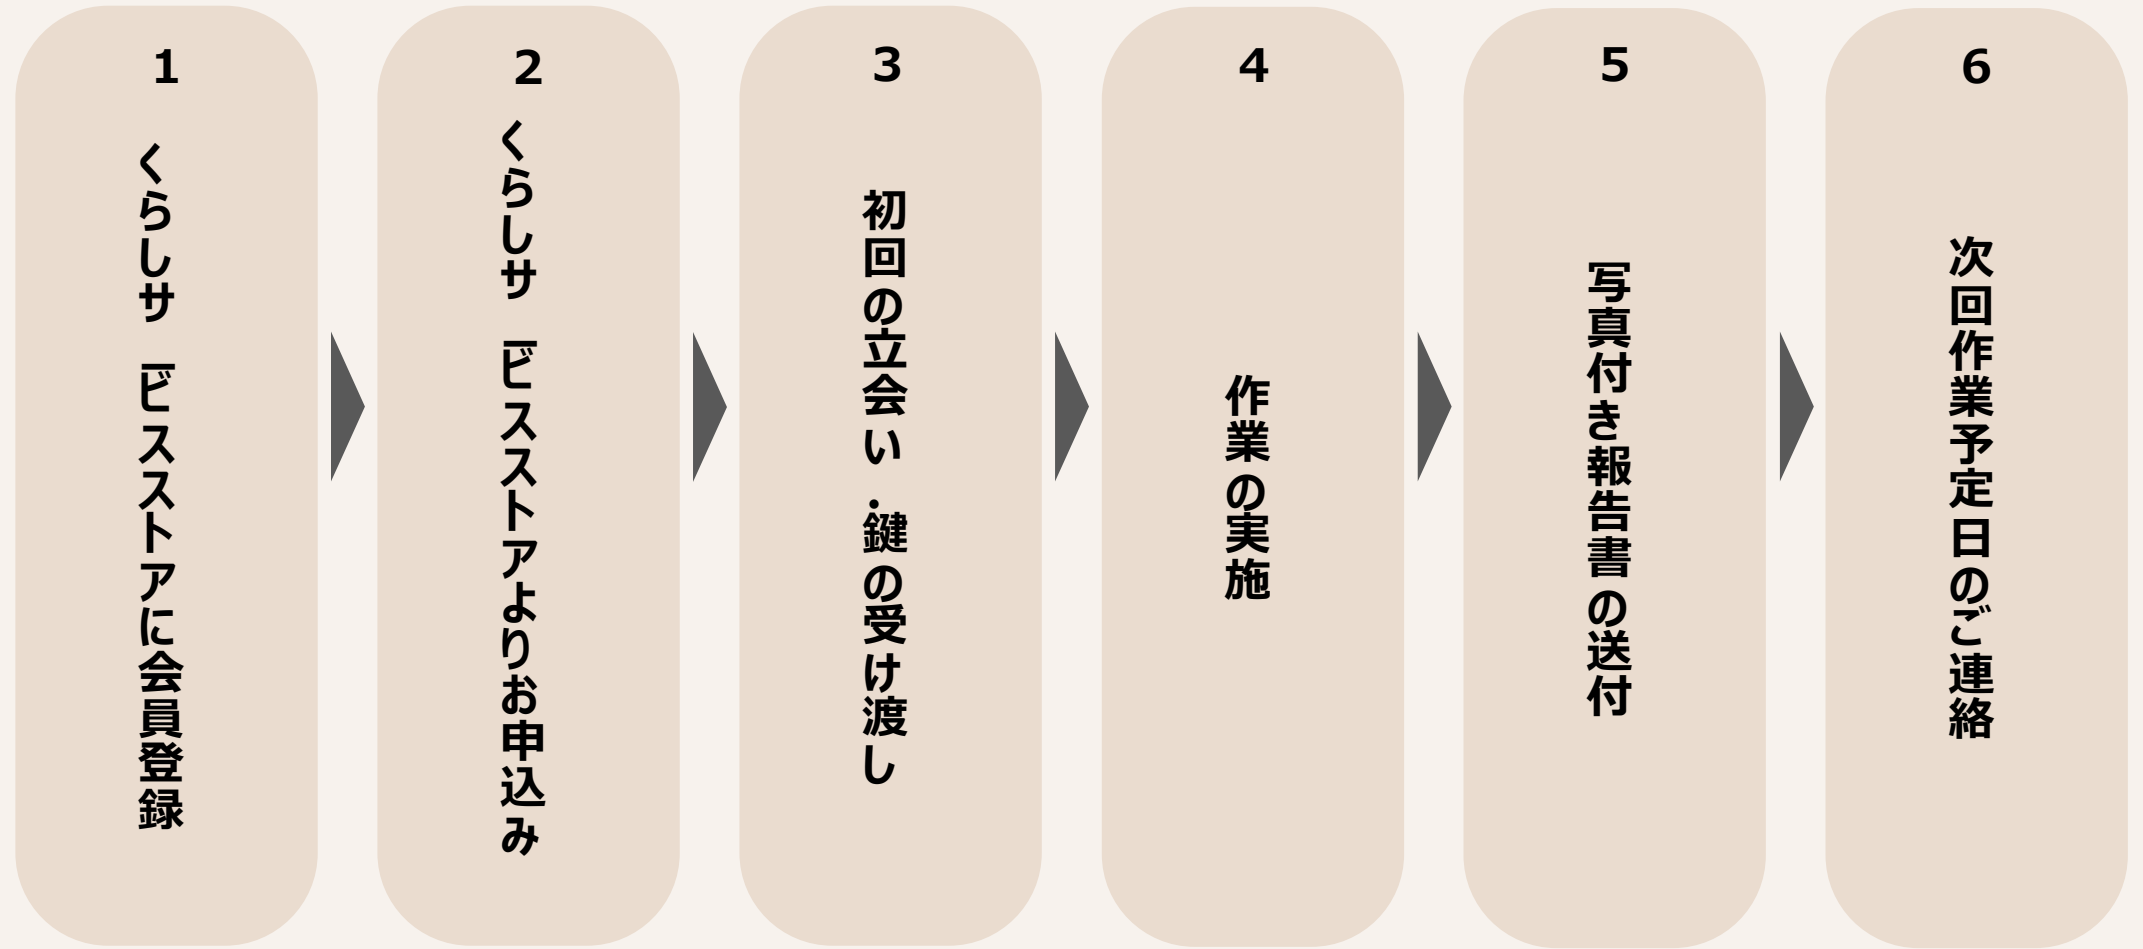 1
くらしサービスストアに会員登録
2
くらしサービスストアよりお申込み
3
初回の立会い・鍵の受け渡し
4
作業の実施
5
写真付き報告書の送付
6
次回作業予定日のご連絡